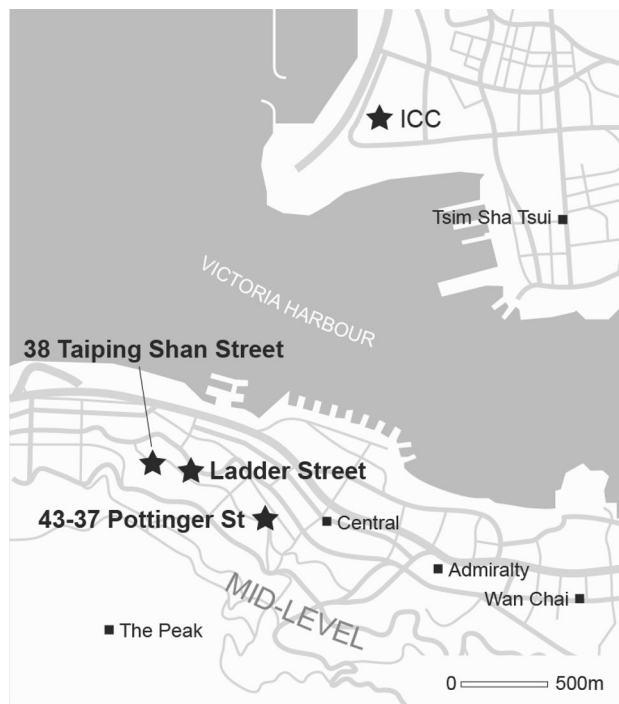 ICC
Tsim Sha Tsui
VICTORIA HARBOUR
38 Taiping Shan Street
Ladder Street
43-37 Pottinger St
Central
Admiralty
MID-LEVEL
Wan Chai
The Peak
0 500m